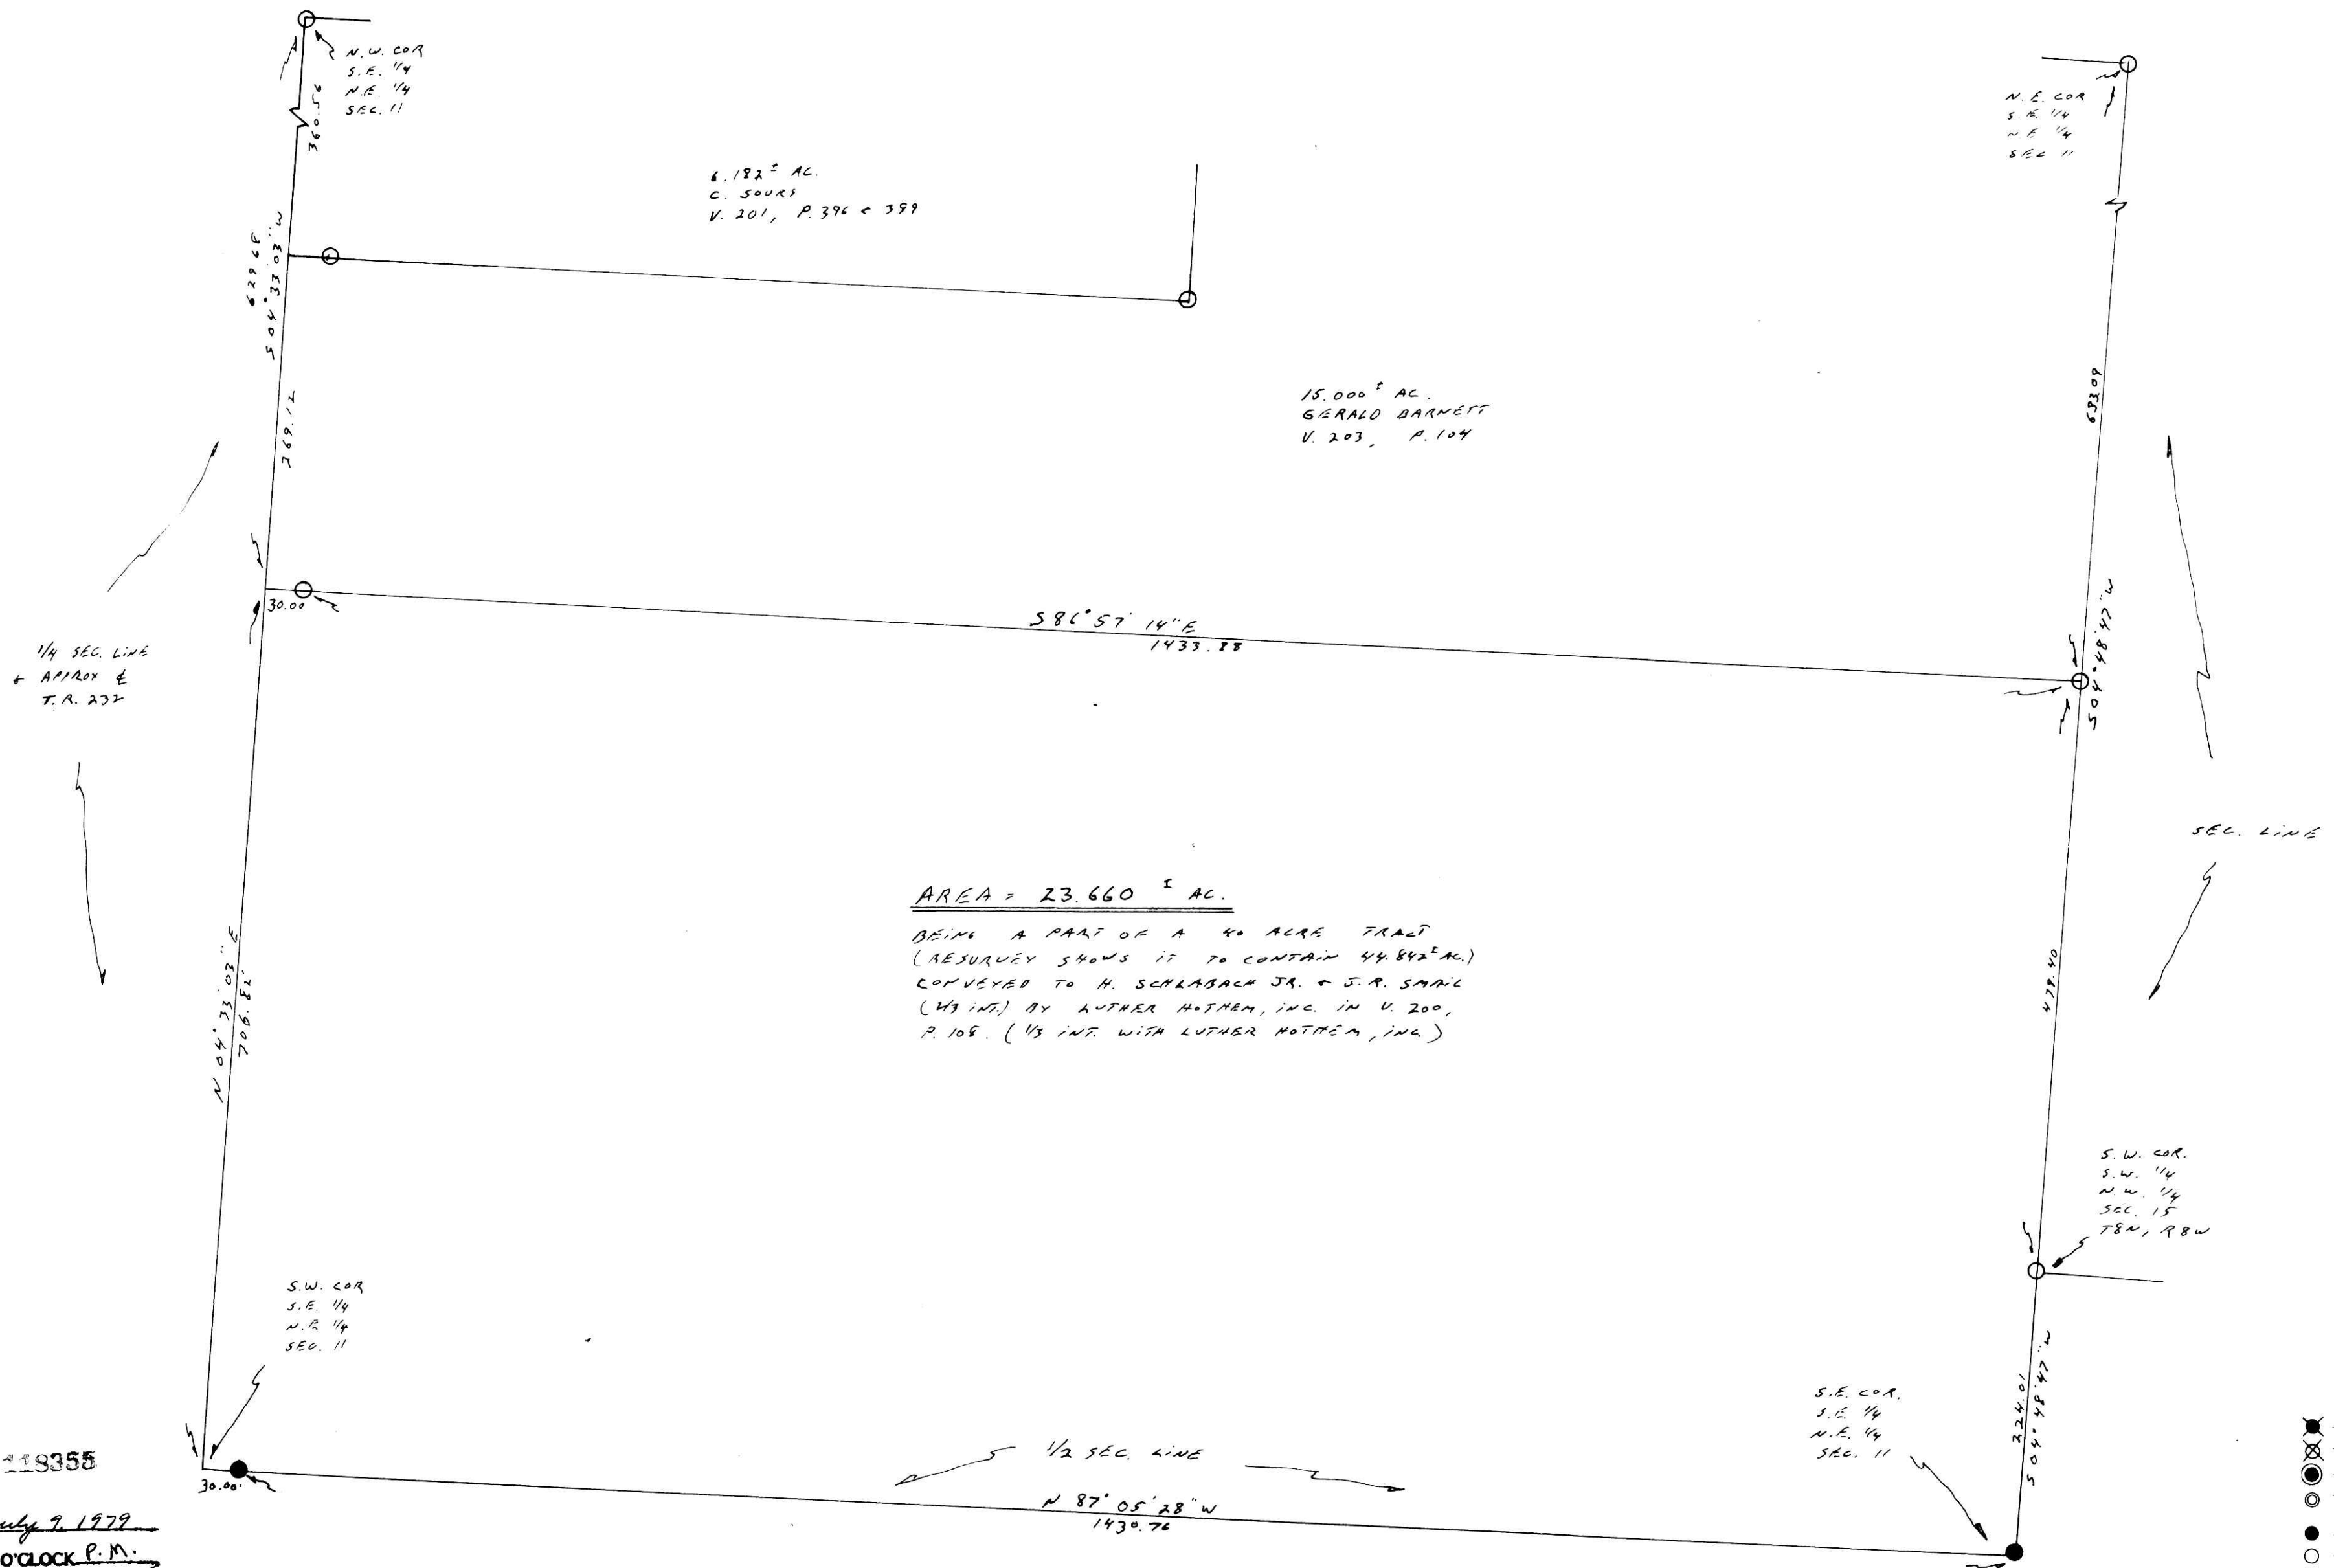 N.W. COR
S.E. 1/4
N.E. 1/4
SEC. 11
360.56
N.E. COR
S.E. 1/4
N.E. 1/4
SEC 11
6.182± AC.
C. SOURS
V. 201, P. 396 & 399
629.68
S 04° 33' 03" W
269.12
15.000± AC.
GERALD BARNETT
V. 203, P. 104
30.00
S 86° 57' 14" E
1433.88
S 04° 48' 47" W
1/4 SEC. LINE
& APPROX ℄
T.R. 232
SEC. LINE
AREA = 23.660 ± AC.
BEING A PART OF A 40 ACRE TRACT
(RESURVEY SHOWS IT TO CONTAIN 44.842± AC.)
CONVEYED TO H. SCHLABACH JR. & J.R. SMAIL
(2/3 INT.) BY LUTHER HOTHEM, INC. IN V. 200,
P. 108. (1/3 INT. WITH LUTHER HOTHEM, INC.)
N 04° 33' 03" E
706.82'
479.40
S.W. COR.
S.W. 1/4
N.W. 1/4
SEC. 15
T8N, R8W
S.W. COR
S.E. 1/4
N.E. 1/4
SEC. 11
224.01
S 04° 48' 47" W
S.E. COR.
S.E. 1/4
N.E. 1/4
SEC. 11
1/2 SEC. LINE
118355
30.00'
N 87° 05' 28" W
1430.76
uly 9, 1979
O'CLOCK P.M.